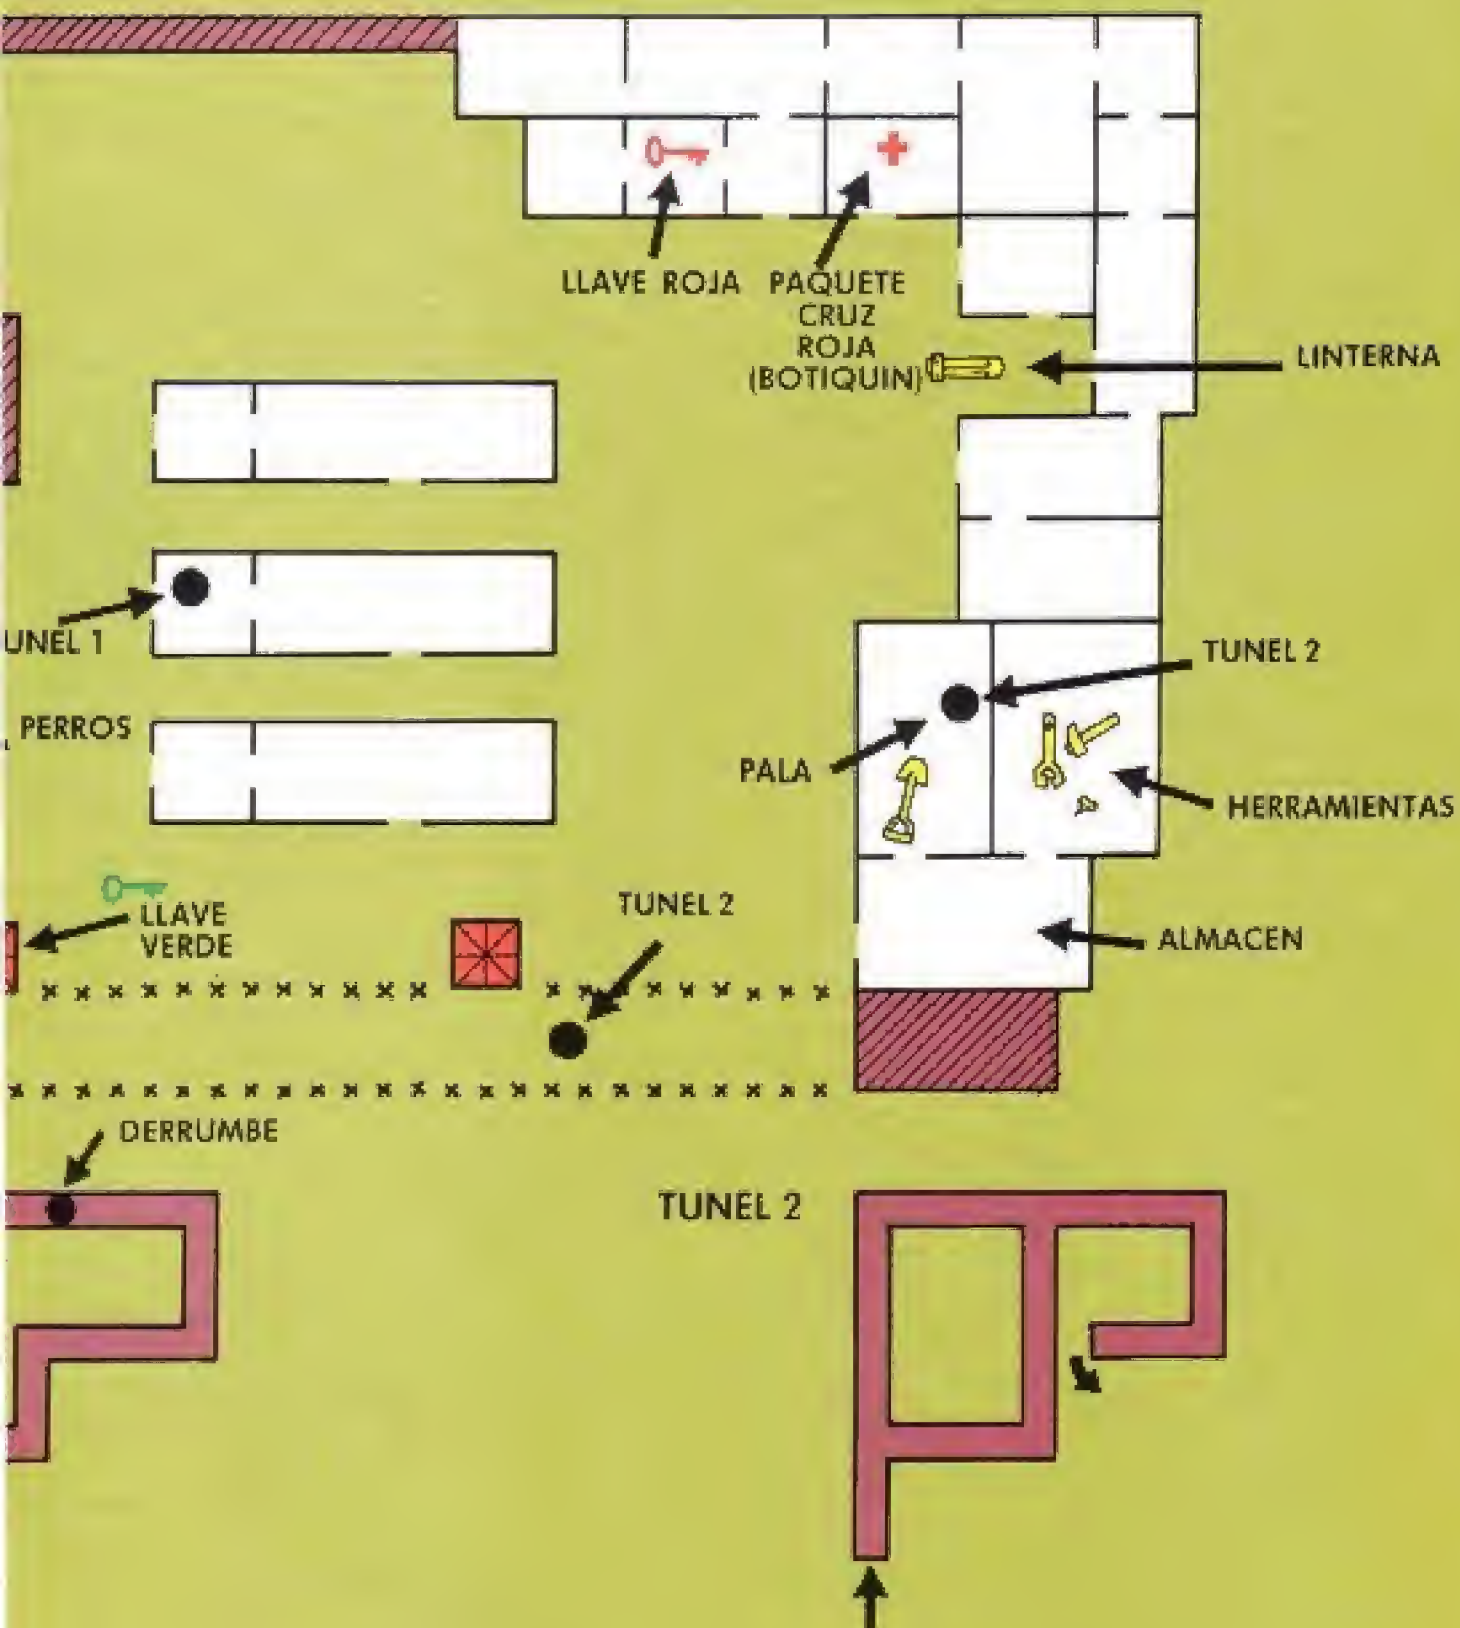 LLAVE ROJA
PAQUETE
CRUZ
ROJA
(BOTIQUIN)
LINTERNA
UNEL 1
TUNEL 2
PERROS
PALA
HERRAMIENTAS
LLAVE
VERDE
TUNEL 2
ALMACEN
DERRUMBE
TUNEL 2